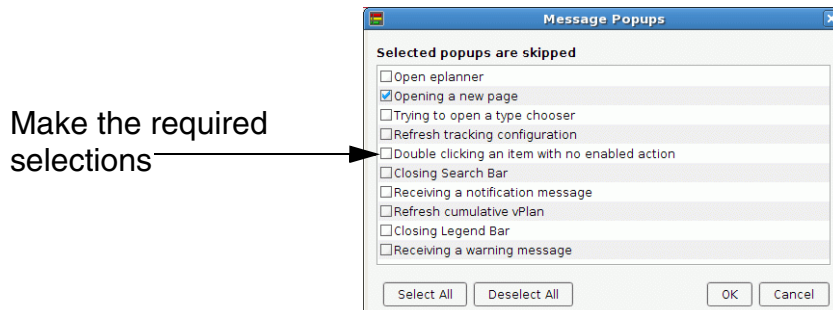 Message Popups
Selected popups are skipped
Open eplanner
Opening a new page
Trying to open a type chooser
Refresh tracking configuration
Double clicking an item with no enabled action
Closing Search Bar
Receiving a notification message
Refresh cumulative vPlan
Closing Legend Bar
Receiving a warning message
Select All
Deselect All
OK
Cancel
Make the required
selections